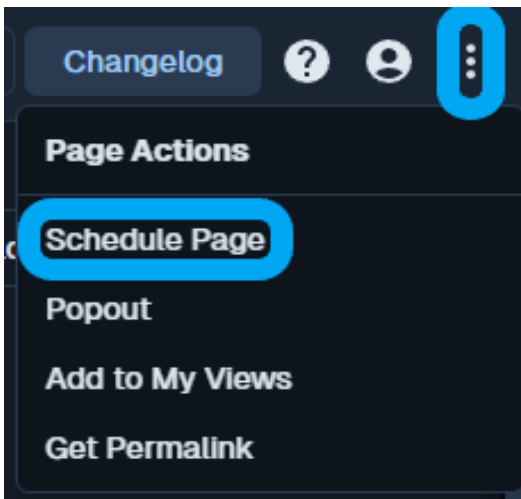 Changelog
Page Actions
Schedule Page
Popout
Add to My Views
Get Permalink